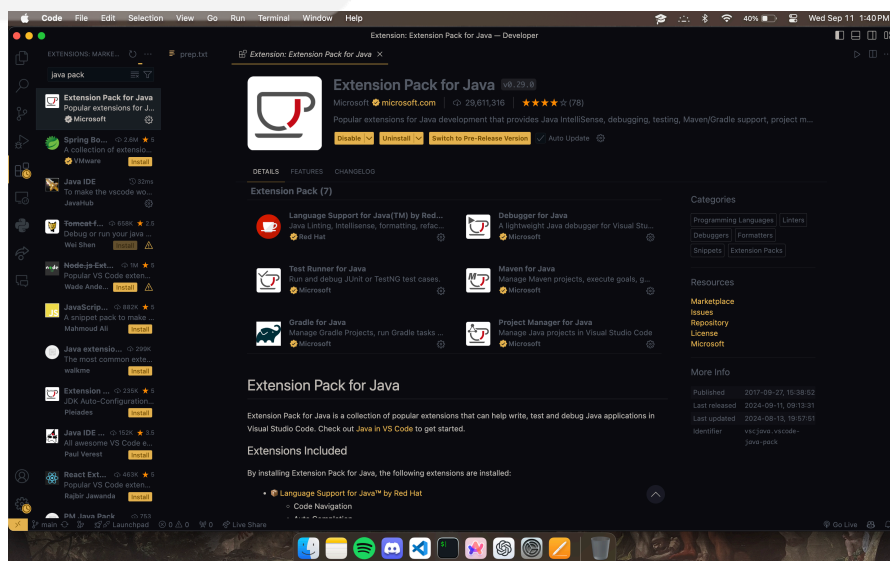 Code File Edit Selection View Go Run Terminal Window Help 40% Wed Sep 11 1:40PM
Extension: Extension Pack for Java — Developer
EXTENSIONS: MARKE...
prep.txt
Extension: Extension Pack for Java
java pack
Extension Pack for Java
Popular extensions for J...
Microsoft
Spring Bo... 2.8M
A collection of extensio...
VMware Install
Java IDE 32ms
To make the vscode wo...
JavaHub
Tomcat f... 658K 2.5
Debug or run your java ...
Wei Shen Install
Node.js Ext... 1M 5
Popular VS Code exten...
Wade Ande... Install
JavaScrip... 882K 5
A snippet pack to make ...
Mahmoud Ali Install
Java extensio... 299K
The most common exte...
walkme Install
Extension ... 235K 5
JDK Auto-Configuration...
Pleiades Install
Java IDE ... 152K 3.5
All awesome VS Code e...
Paul Verest Install
React Ext... 463K 5
Popular VS Code exten...
Rajbir Jawanda Install
PM Java Pack 753
Extension Pack for Java v0.29.0
Microsoft microsoft.com 29,611,316 (78)
Popular extensions for Java development that provides Java IntelliSense, debugging, testing, Maven/Gradle support, project m...
Disable Uninstall Switch to Pre-Release Version Auto Update
DETAILS FEATURES CHANGELOG
Extension Pack (7)
Language Support for Java(TM) by Red...
Java Linting, Intellisense, formatting, refac...
Red Hat
Debugger for Java
A lightweight Java debugger for Visual Stu...
Microsoft
Test Runner for Java
Run and debug JUnit or TestNG test cases.
Microsoft
Maven for Java
Manage Maven projects, execute goals, g...
Microsoft
Gradle for Java
Manage Gradle Projects, run Gradle tasks ...
Microsoft
Project Manager for Java
Manage Java projects in Visual Studio Code
Microsoft
Extension Pack for Java
Extension Pack for Java is a collection of popular extensions that can help write, test and debug Java applications in
Visual Studio Code. Check out Java in VS Code to get started.
Extensions Included
By installing Extension Pack for Java, the following extensions are installed:
Language Support for Java™ by Red Hat
Code Navigation
Auto Completion
Categories
Programming Languages Linters
Debuggers Formatters
Snippets Extension Packs
Resources
Marketplace
Issues
Repository
License
Microsoft
More Info
Published 2017-09-27, 15:38:52
Last released 2024-09-11, 09:13:31
Last updated 2024-08-13, 19:57:51
Identifier vscjava.vscode-
java-pack
main Launchpad 0 0 0 Live Share Go Live